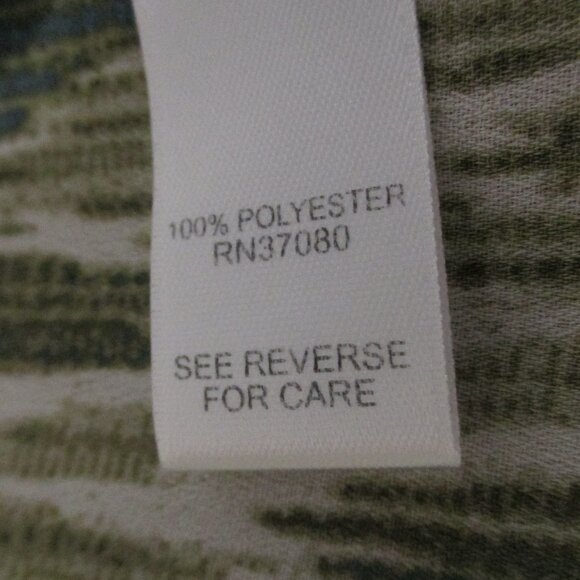 100% POLYESTER
RN37080
SEE REVERSE
FOR CARE